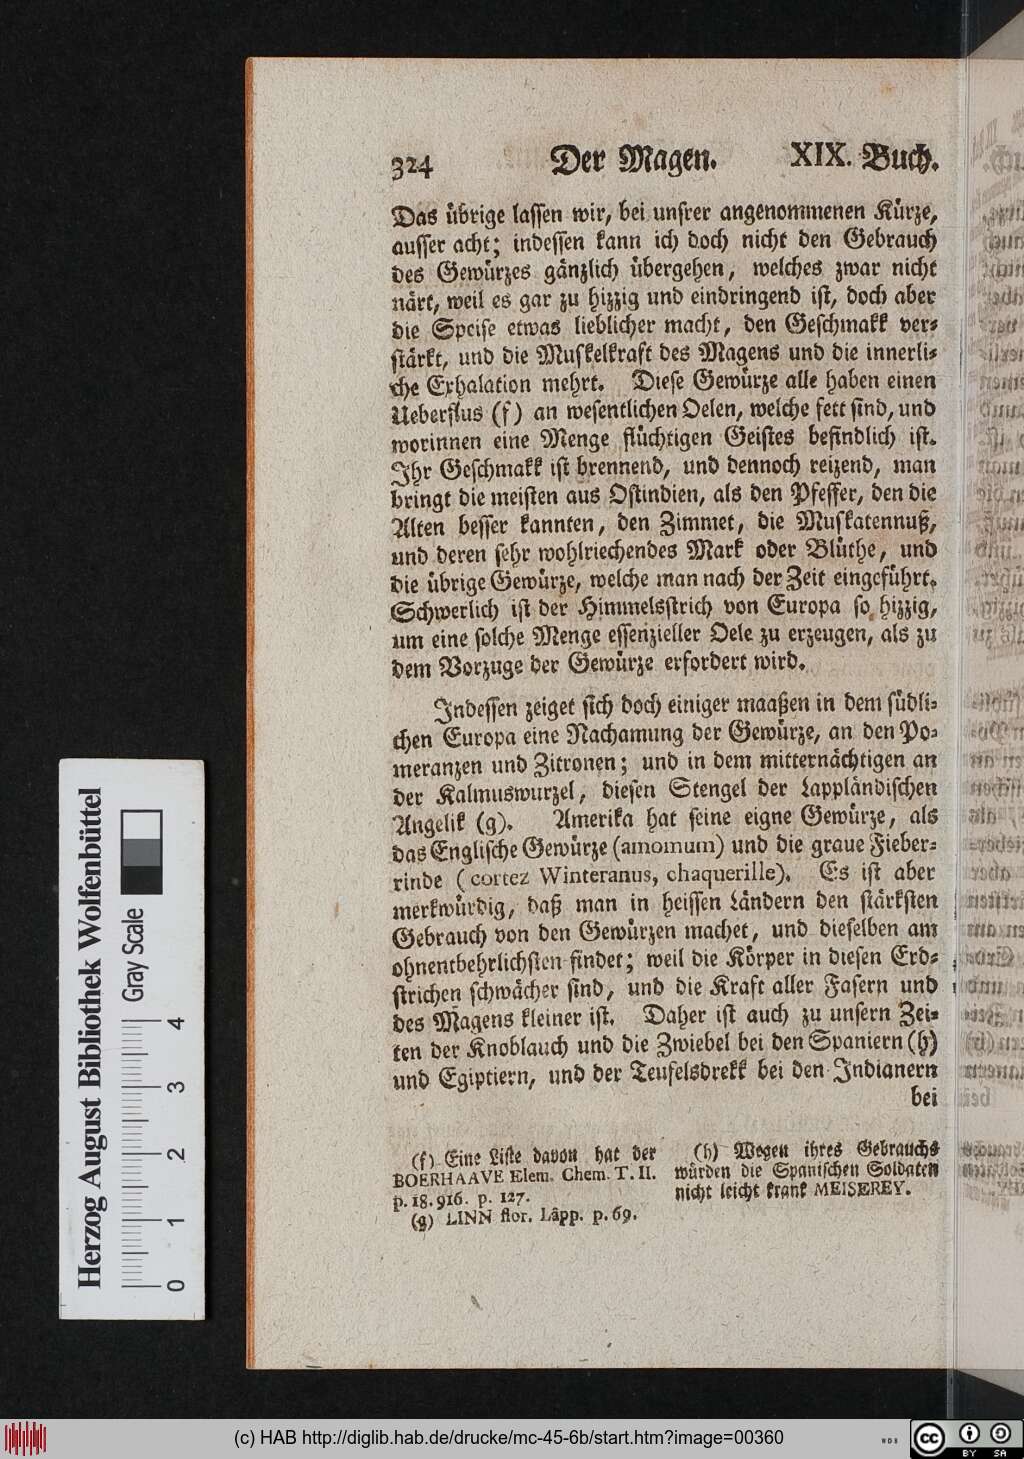 324 Der Magen. XIX. Buch.
Das übrige lassen wir, bei unsrer angenommenen Kürze,
ausser acht; indessen kann ich doch nicht den Gebrauch
des Gewürzes gänzlich übergehen, welches zwar nicht
närt, weil es gar zu hizzig und eindringend ist, doch aber
die Speise etwas lieblicher macht, den Geschmakk ver-
stärkt, und die Muskelkraft des Magens und die innerli-
che Exhalation mehrt. Diese Gewürze alle haben einen
Ueberflus (f) an wesentlichen Oelen, welche fett sind, und
worinnen eine Menge flüchtigen Geistes befindlich ist.
Ihr Geschmakk ist brennend, und dennoch reizend, man
bringt die meisten aus Ostindien, als den Pfeffer, den die
Alten besser kannten, den Zimmet, die Muskatennuß,
und deren sehr wohlriechendes Mark oder Blüthe, und
die übrige Gewürze, welche man nach der Zeit eingeführt.
Schwerlich ist der Himmelsstrich von Europa so hizzig,
um eine solche Menge essenzieller Oele zu erzeugen, als zu
dem Vorzuge der Gewürze erfordert wird.
Indessen zeiget sich doch einiger maaßen in dem südli-
chen Europa eine Nachamung der Gewürze, an den Po-
meranzen und Zitronen; und in dem mitternächtigen an
der Kalmuswurzel, diesen Stengel der Lappländischen
Angelik (g). Amerika hat seine eigne Gewürze, als
das Englische Gewürze (amomum) und die graue Fieber-
rinde (cortez Winteranus, chaquerille). Es ist aber
merkwürdig, daß man in heissen Ländern den stärksten
Gebrauch von den Gewürzen machet, und dieselben am
ohnentbehrlichsten findet; weil die Körper in diesen Erd-
strichen schwächer sind, und die Kraft aller Fasern und
des Magens kleiner ist. Daher ist auch zu unsern Zei-
ten der Knoblauch und die Zwiebel bei den Spaniern (h)
und Egiptiern, und der Teufelsdrekk bei den Indianern
bei
(f) Eine Liste davon hat der
BOERHAAVE Elem. Chem. T. II.
p. 18. 916. p. 127.
(g) LINN flor. Läpp. p. 69.
(h) Wegen ihres Gebrauchs
würden die Spanischen Soldaten
nicht leicht krank MEISEREY.
Herzog August Bibliothek Wolfenbüttel
Gray Scale
0 1 2 3 4
(c) HAB http://diglib.hab.de/drucke/mc-45-6b/start.htm?image=00360
WDB
cc BY SA